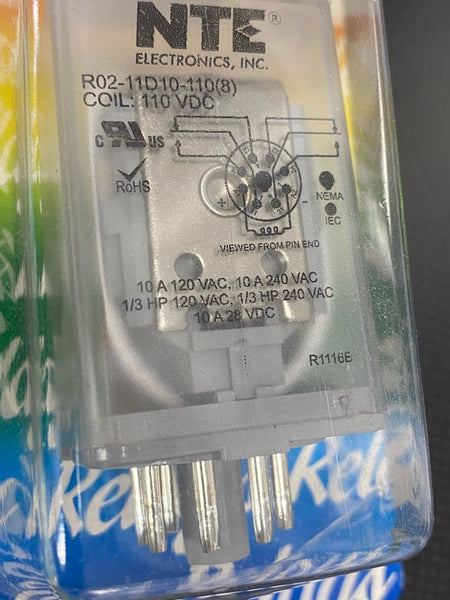 NTE®
ELECTRONICS, INC.
R02-11D10-110(8)
COIL: 110 VDC
c RU US
RoHS
+ -
NEMA
IEC
VIEWED FROM PIN END
10 A 120 VAC, 10 A 240 VAC
1/3 HP 120 VAC, 1/3 HP 240 VAC
10 A 28 VDC
R1116E